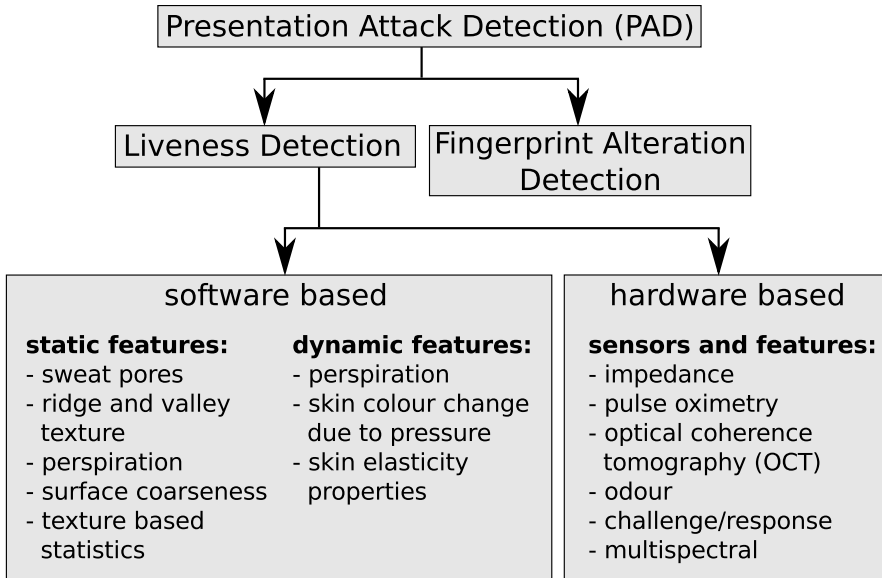 Presentation Attack Detection (PAD)
Liveness Detection
Fingerprint Alteration
Detection
software based
static features:
- sweat pores
- ridge and valley
texture
- perspiration
- surface coarseness
- texture based
statistics
dynamic features:
- perspiration
- skin colour change
due to pressure
- skin elasticity
properties
hardware based
sensors and features:
- impedance
- pulse oximetry
- optical coherence
tomography (OCT)
- odour
- challenge/response
- multispectral